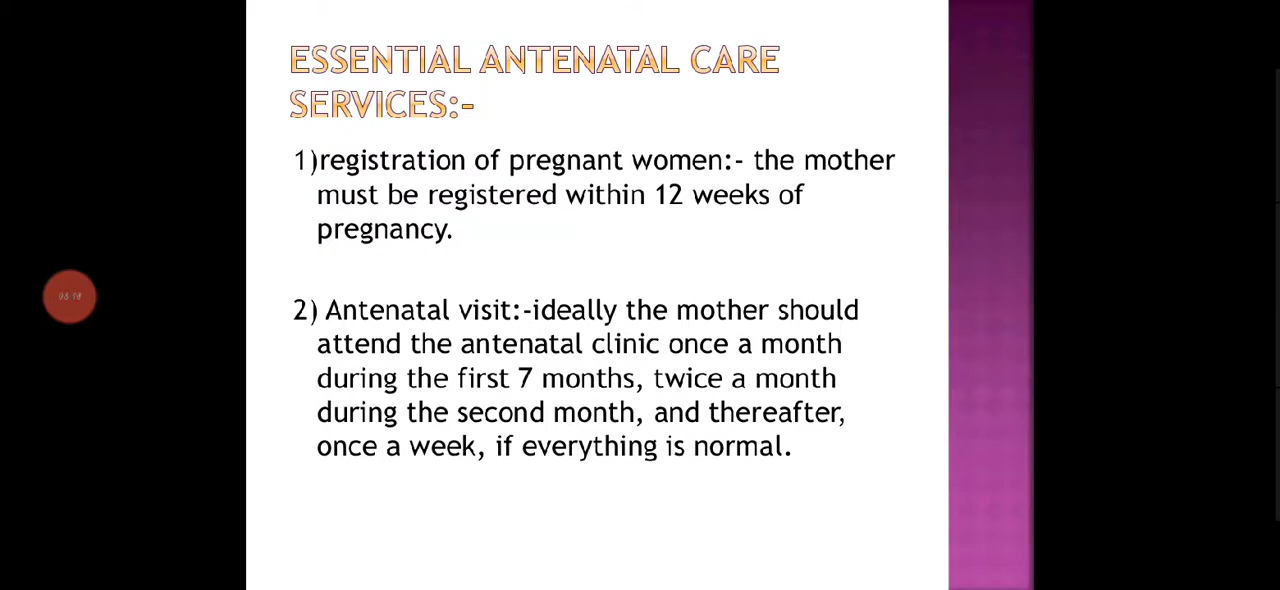 ESSENTIAL ANTENATAL CARE
SERVICES:-
1)registration of pregnant women:- the mother
must be registered within 12 weeks of
pregnancy.
2) Antenatal visit:-ideally the mother should
attend the antenatal clinic once a month
during the first 7 months, twice a month
during the second month, and thereafter,
once a week, if everything is normal.